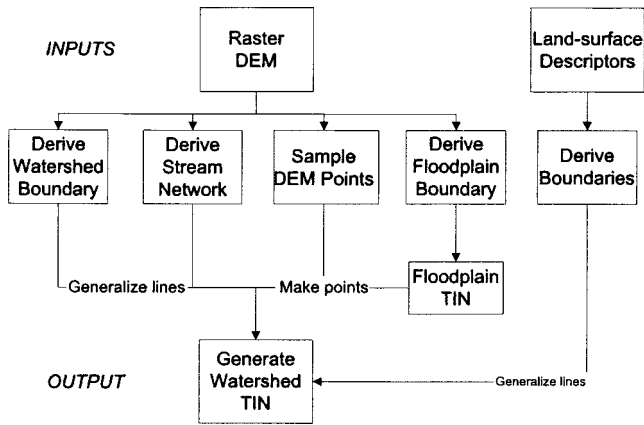 INPUTS
Raster
DEM
Land-surface
Descriptors
Derive
Watershed
Boundary
Derive
Stream
Network
Sample
DEM Points
Derive
Floodplain
Boundary
Derive
Boundaries
Generalize lines
Make points
Floodplain
TIN
OUTPUT
Generate
Watershed
TIN
Generalize lines